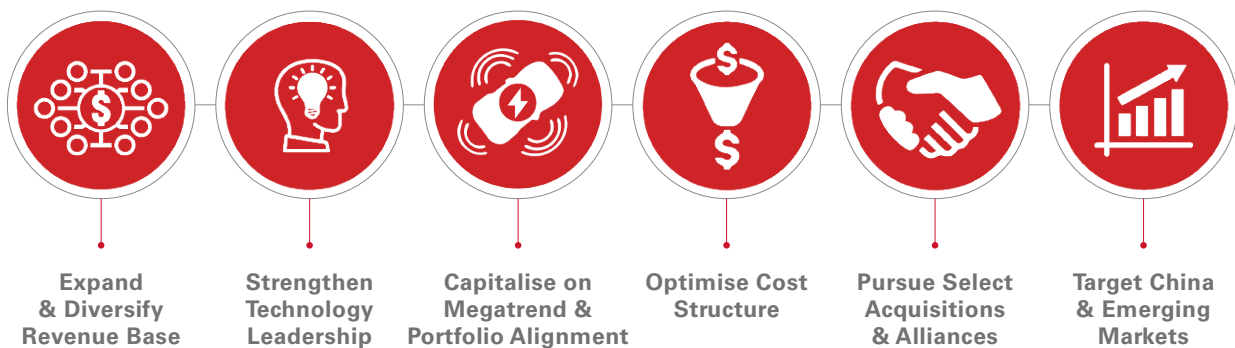 Expand
& Diversify
Revenue Base
Strengthen
Technology
Leadership
Capitalise on
Megatrend &
Portfolio Alignment
Optimise Cost
Structure
Pursue Select
Acquisitions
& Alliances
Target China
& Emerging
Markets